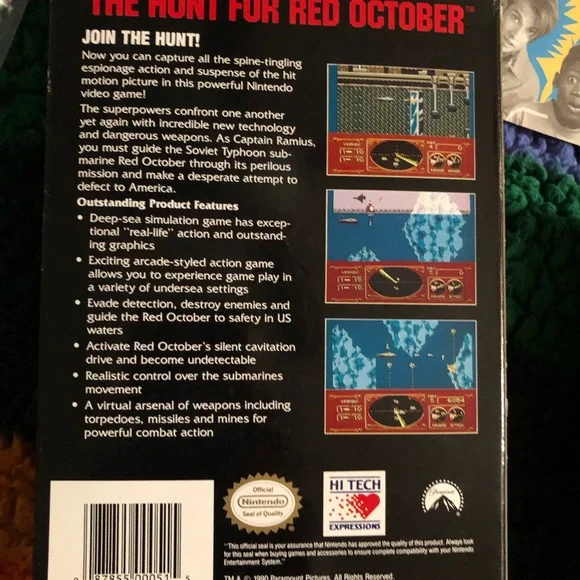 THE HUNT FOR RED OCTOBER™
JOIN THE HUNT!
Now you can capture all the spine-tingling
espionage action and suspense of the hit
motion picture in this powerful Nintendo
video game!
The superpowers confront one another
yet again with incredible new technology
and dangerous weapons. As Captain Ramius,
you must guide the Soviet Typhoon sub-
marine Red October through its perilous
mission and make a desperate attempt to
defect to America.
Outstanding Product Features
• Deep-sea simulation game has excep-
tional "real-life" action and outstand-
ing graphics
• Exciting arcade-styled action game
allows you to experience game play in
a variety of undersea settings
• Evade detection, destroy enemies and
guide the Red October to safety in US
waters
• Activate Red October's silent cavitation
drive and become undetectable
• Realistic control over the submarines
movement
• A virtual arsenal of weapons including
torpedoes, missiles and mines for
powerful combat action
Official
Nintendo
Seal of Quality
HI TECH
EXPRESSIONS
Paramount
"This official seal is your assurance that Nintendo has approved the quality of this product. Always look
for this seal when buying games and accessories to ensure complete compatibility with your Nintendo
Entertainment System."
TM & © 1990 Paramount Pictures. All Rights Reserved.